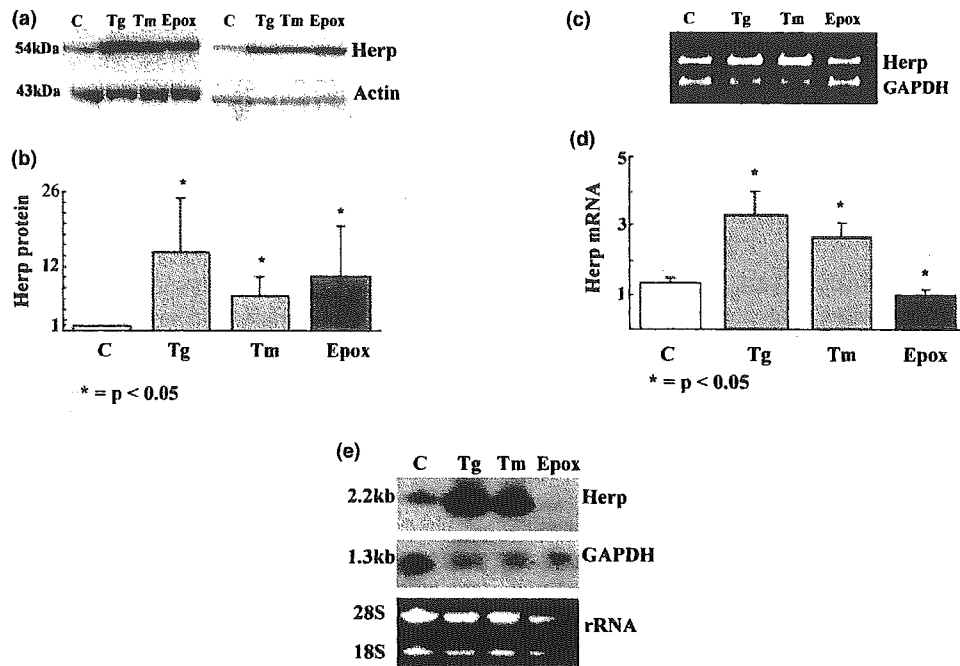 (a)
C Tg Tm Epox C Tg Tm Epox
54kDa Herp
43kDa Actin
(b)
Herp protein
26
12
1
* * *
C Tg Tm Epox
* = p < 0.05
(c)
C Tg Tm Epox
Herp
GAPDH
(d)
Herp mRNA
5
3
1
* * *
C Tg Tm Epox
* = p < 0.05
(e)
C Tg Tm Epox
2.2kb Herp
1.3kb GAPDH
28S
rRNA
18S